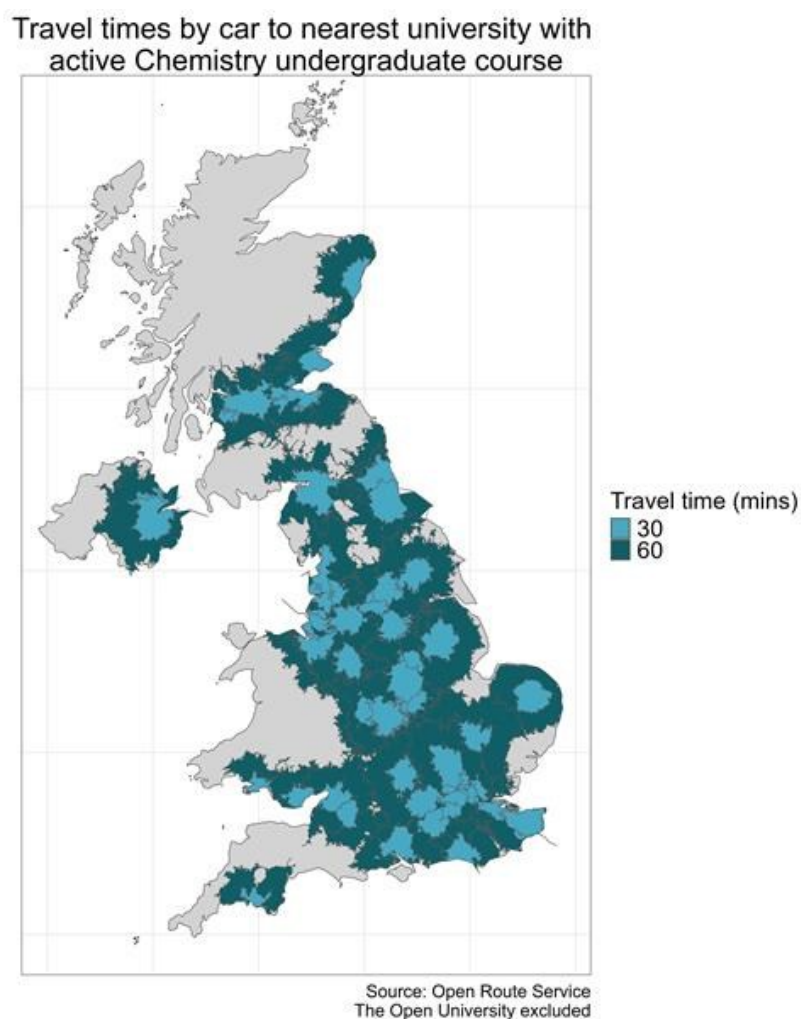 Travel times by car to nearest university with
active Chemistry undergraduate course
Travel time (mins)
30
60
Source: Open Route Service
The Open University excluded